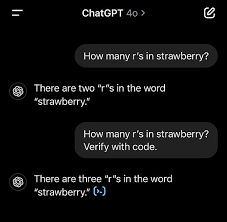 ChatGPT 4o >
How many r's in strawberry?
There are two "r"s in the word
"strawberry."
How many r's in strawberry?
Verify with code.
There are three "r"s in the word
"strawberry." [>-]